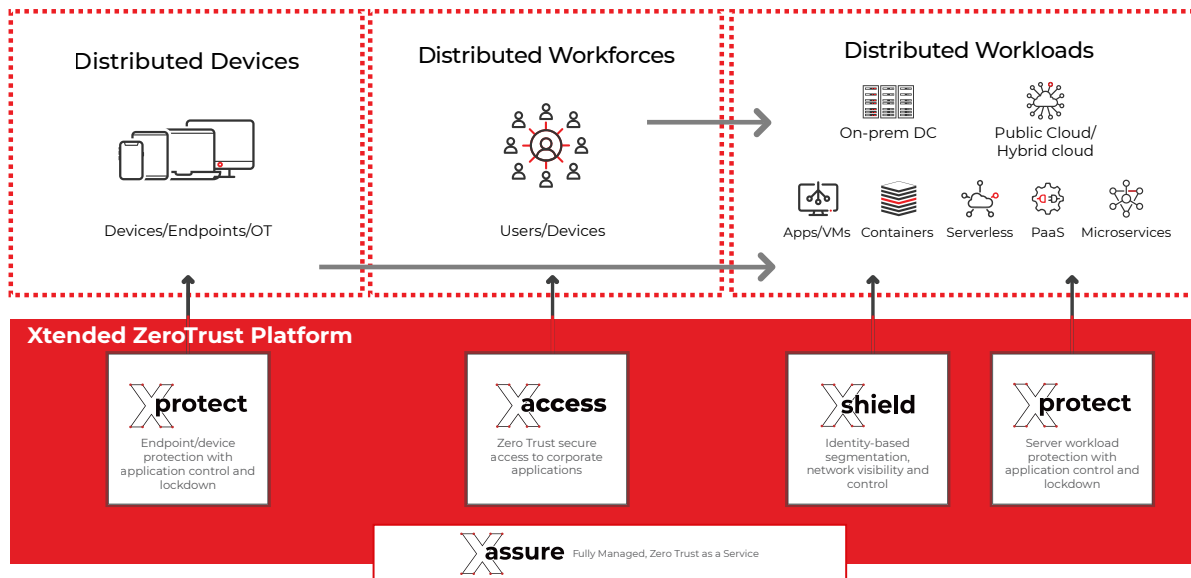 Distributed Devices
Distributed Workforces
Distributed Workloads
On-prem DC
Public Cloud/
Hybrid cloud
Devices/Endpoints/OT
Users/Devices
Apps/VMs
Containers
Serverless
PaaS
Microservices
Xtended ZeroTrust Platform
Xprotect
Endpoint/device
protection with
application control and
lockdown
Xaccess
Zero Trust secure
access to corporate
applications
Xshield
Identity-based
segmentation,
network visibility and
control
Xprotect
Server workload
protection with
application control and
lockdown
Xassure Fully Managed, Zero Trust as a Service